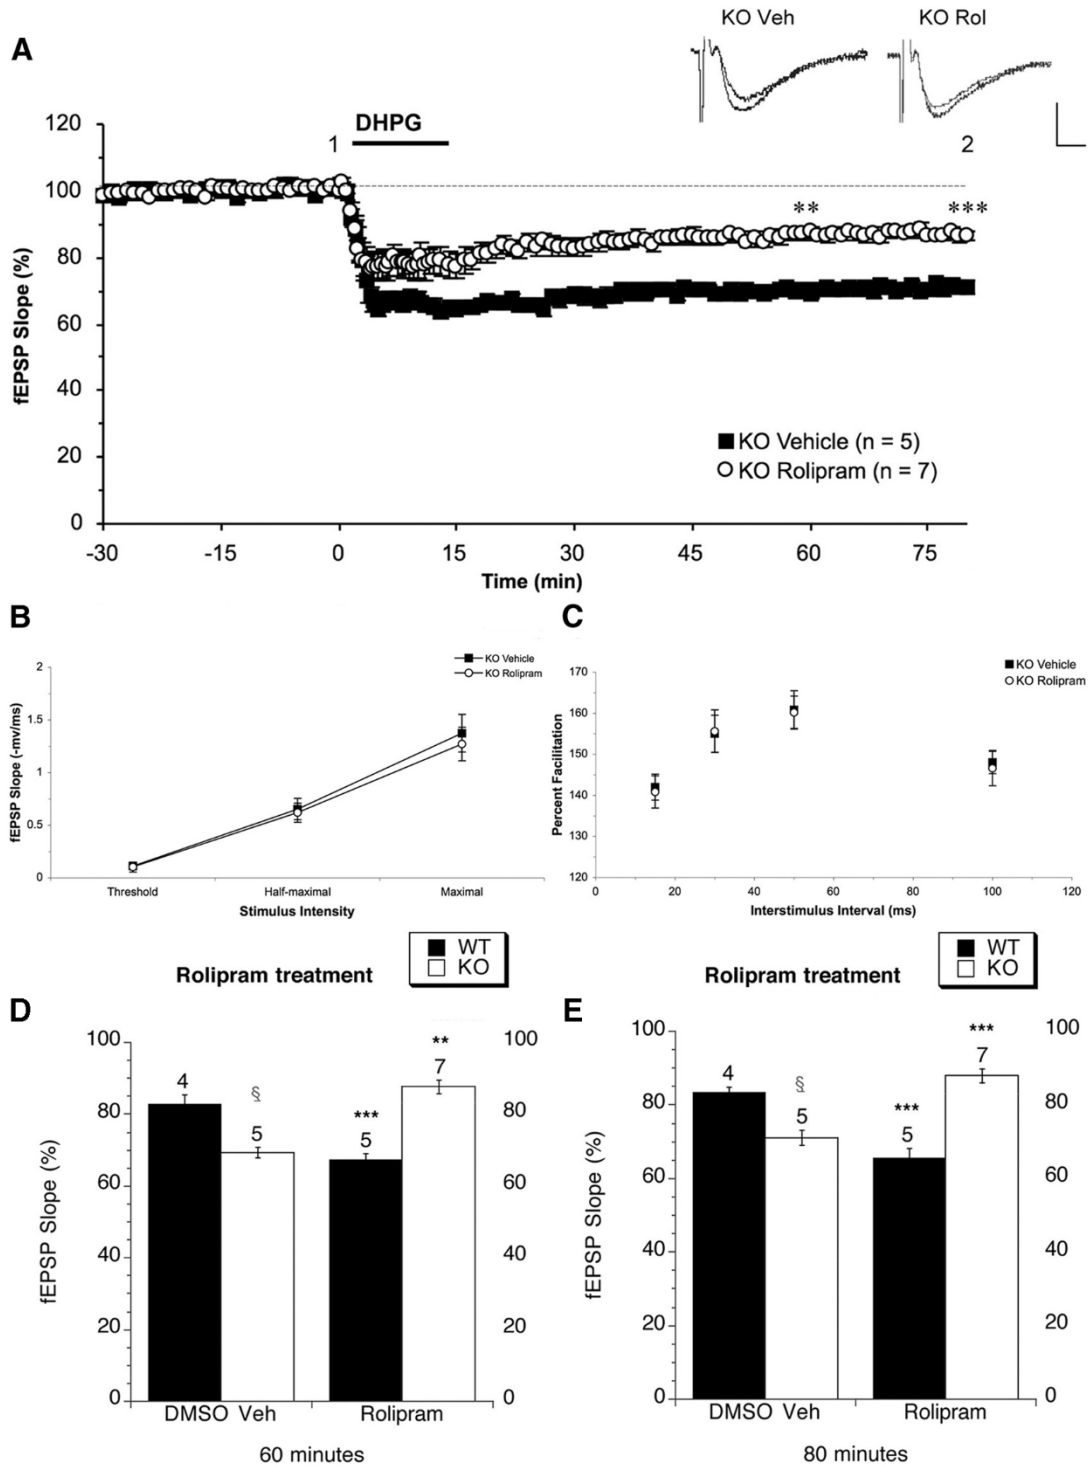 KO Veh KO Rol
A
120
1 DHPG 2
100
** ***
80
60
40
20
0
fEPSP Slope (%)
KO Vehicle (n = 5)
KO Rolipram (n = 7)
-30 -15 0 15 30 45 60 75
Time (min)
B
2
1.5
1
0.5
0
fEPSP Slope (-mv/ms)
KO Vehicle
KO Rolipram
Threshold Half-maximal Maximal
Stimulus Intensity
C
170
160
150
140
130
120
Percent Facilitation
KO Vehicle
KO Rolipram
0 20 40 60 80 100 120
Interstimulus Interval (ms)
Rolipram treatment
WT
KO
D
100
80
60
40
20
0
fEPSP Slope (%)
4
§
5
***
5
**
7
100
80
60
40
20
0
DMSO Veh Rolipram
60 minutes
Rolipram treatment
WT
KO
E
100
80
60
40
20
0
fEPSP Slope (%)
4
§
5
***
5
***
7
100
80
60
40
20
0
DMSO Veh Rolipram
80 minutes